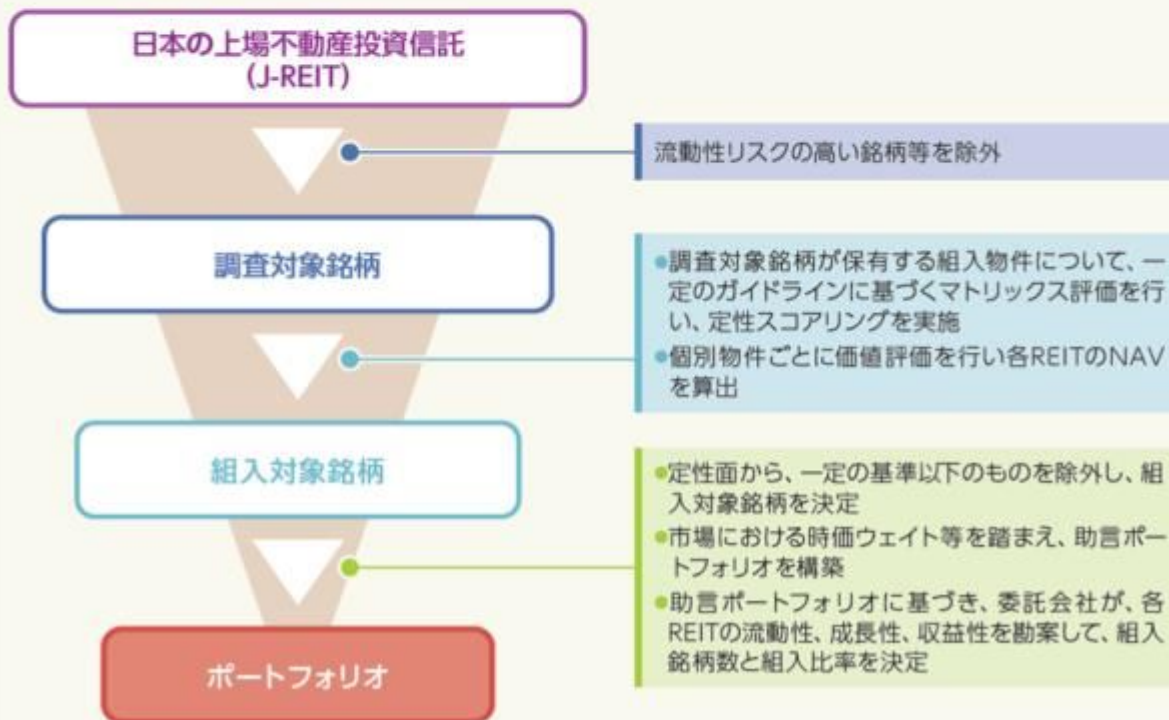 日本の上場不動産投資信託
(J-REIT)
流動性リスクの高い銘柄等を除外
調査対象銘柄
●調査対象銘柄が保有する組入物件について、一
定のガイドラインに基づくマトリックス評価を行
い、定性スコアリングを実施
●個別物件ごとに価値評価を行い各REITのNAV
を算出
組入対象銘柄
●定性面から、一定の基準以下のものを除外し、組
入対象銘柄を決定
●市場における時価ウェイト等を踏まえ、助言ポー
トフォリオを構築
●助言ポートフォリオに基づき、委託会社が、各
REITの流動性、成長性、収益性を勘案して、組入
銘柄数と組入比率を決定
ポートフォリオ